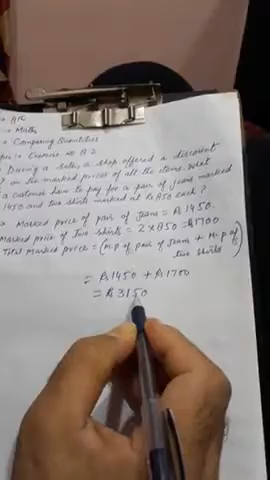 8th
Maths
Comparing Quantities
Exercise no 8.2
During a sale, a shop offered a discount
on the marked prices of all the items. What
a customer have to pay for a pair of jeans marked
1450 and two shirts marked at Rs 850 each?
Marked price of pair of Jeans = Rs 1450.
Marked price of Two shirts = 2 × 850 = Rs 1700
Total Marked price = (M.p of pair of Jeans + M.p of
two shirts)
= Rs 1450 + Rs 1700
= Rs 3150